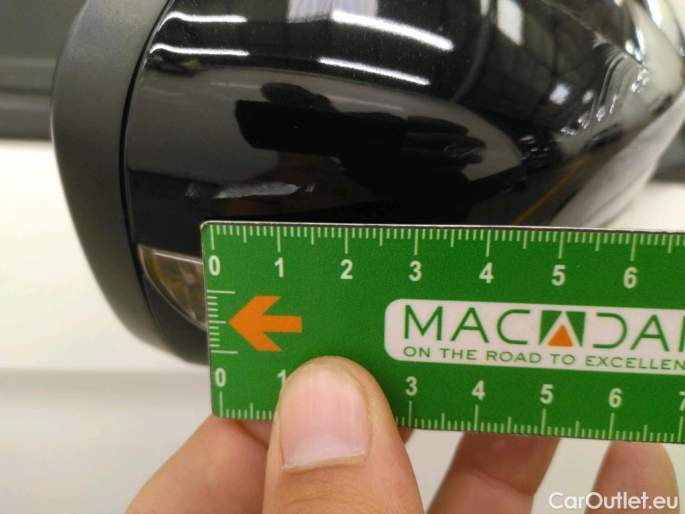 0 1 2 3 4 5 6
MACADA
ON THE ROAD TO EXCELLEN
0 1 3 4 5 6 7
CarOutlet.eu